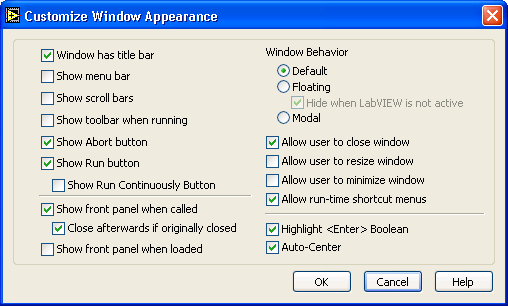 Customize Window Appearance
Window has title bar
Show menu bar
Show scroll bars
Show toolbar when running
Show Abort button
Show Run button
Show Run Continuously Button
Show front panel when called
Close afterwards if originally closed
Show front panel when loaded
Window Behavior
Default
Floating
Hide when LabVIEW is not active
Modal
Allow user to close window
Allow user to resize window
Allow user to minimize window
Allow run-time shortcut menus
Highlight <Enter> Boolean
Auto-Center
OK
Cancel
Help